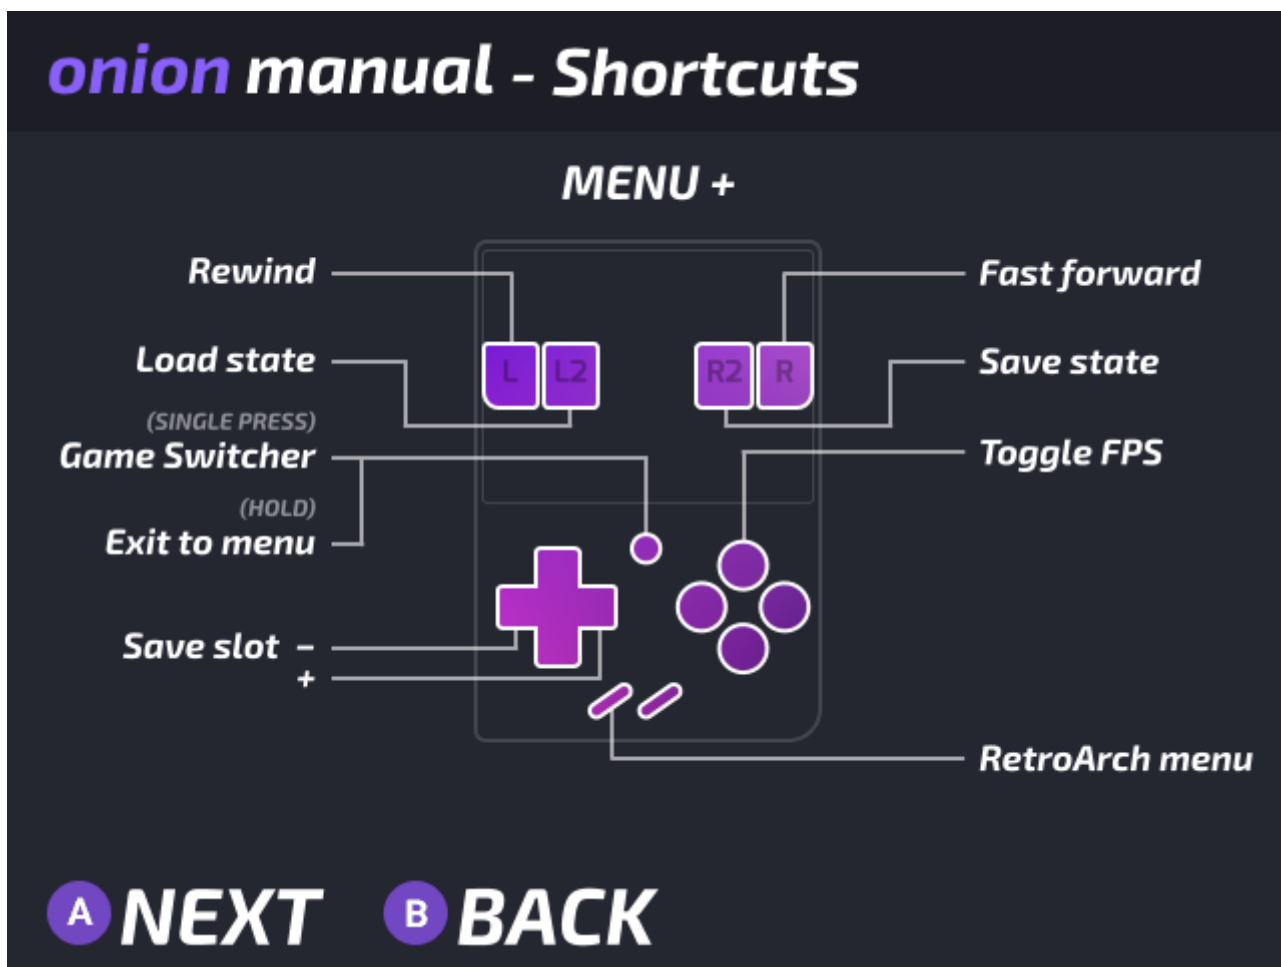 onion manual - Shortcuts
MENU +
Rewind
Fast forward
Load state
L
L2
R2
R
Save state
(SINGLE PRESS)
Game Switcher
Toggle FPS
(HOLD)
Exit to menu
Save slot –
+
RetroArch menu
A NEXT
B BACK